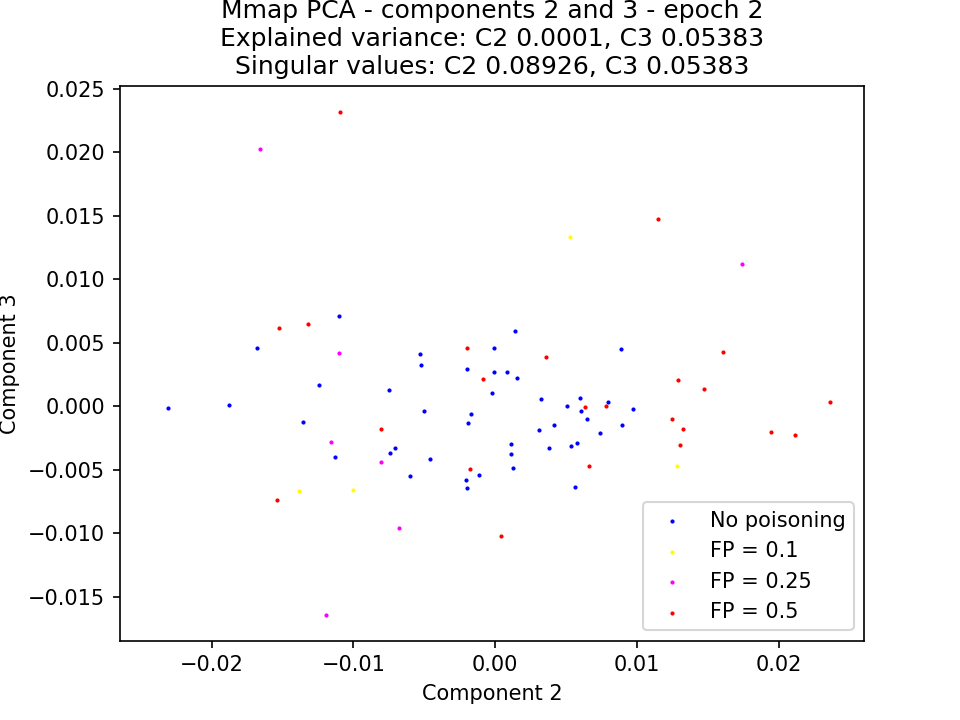 Mmap PCA - components 2 and 3 - epoch 2
Explained variance: C2 0.0001, C3 0.05383
Singular values: C2 0.08926, C3 0.05383
0.025
0.020
0.015
0.010
0.005
0.000
−0.005
−0.010
−0.015
Component 3
No poisoning
FP = 0.1
FP = 0.25
FP = 0.5
−0.02
−0.01
0.00
0.01
0.02
Component 2